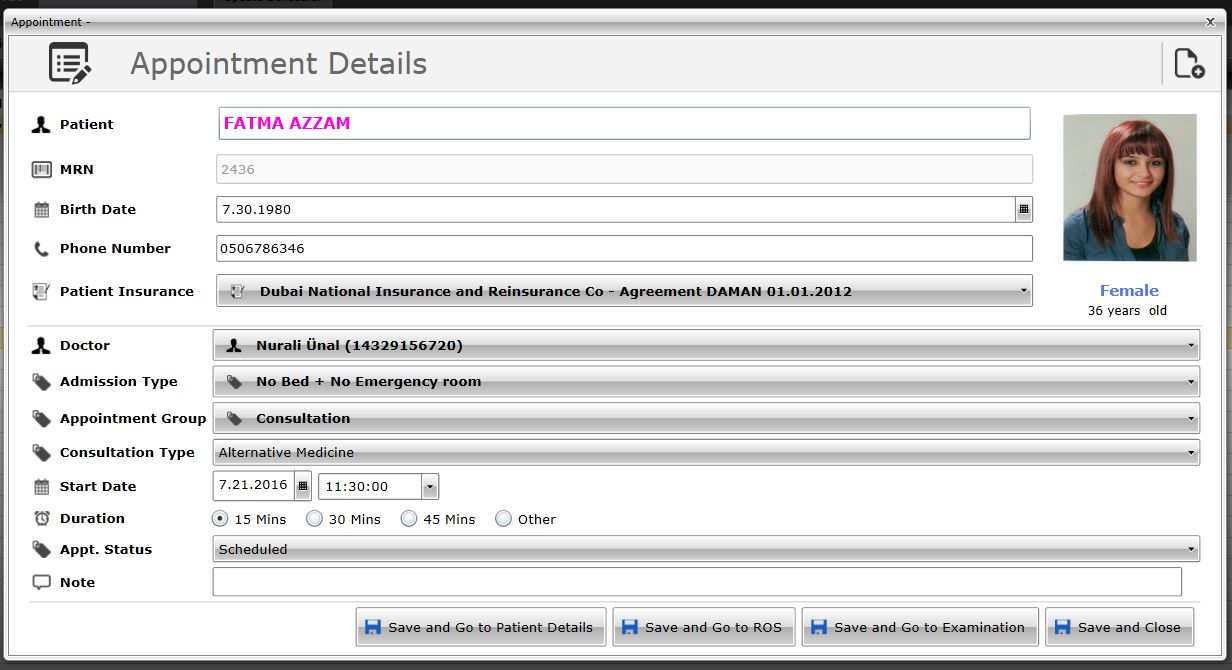 Appointment -
x
Appointment Details
Patient FATMA AZZAM
MRN 2436
Birth Date 7.30.1980
Phone Number 0506786346
Patient Insurance Dubai National Insurance and Reinsurance Co - Agreement DAMAN 01.01.2012
Female
36 years old
Doctor Nurali Ünal (14329156720)
Admission Type No Bed + No Emergency room
Appointment Group Consultation
Consultation Type Alternative Medicine
Start Date 7.21.2016 11:30:00
Duration 15 Mins 30 Mins 45 Mins Other
Appt. Status Scheduled
Note
Save and Go to Patient Details Save and Go to ROS Save and Go to Examination Save and Close